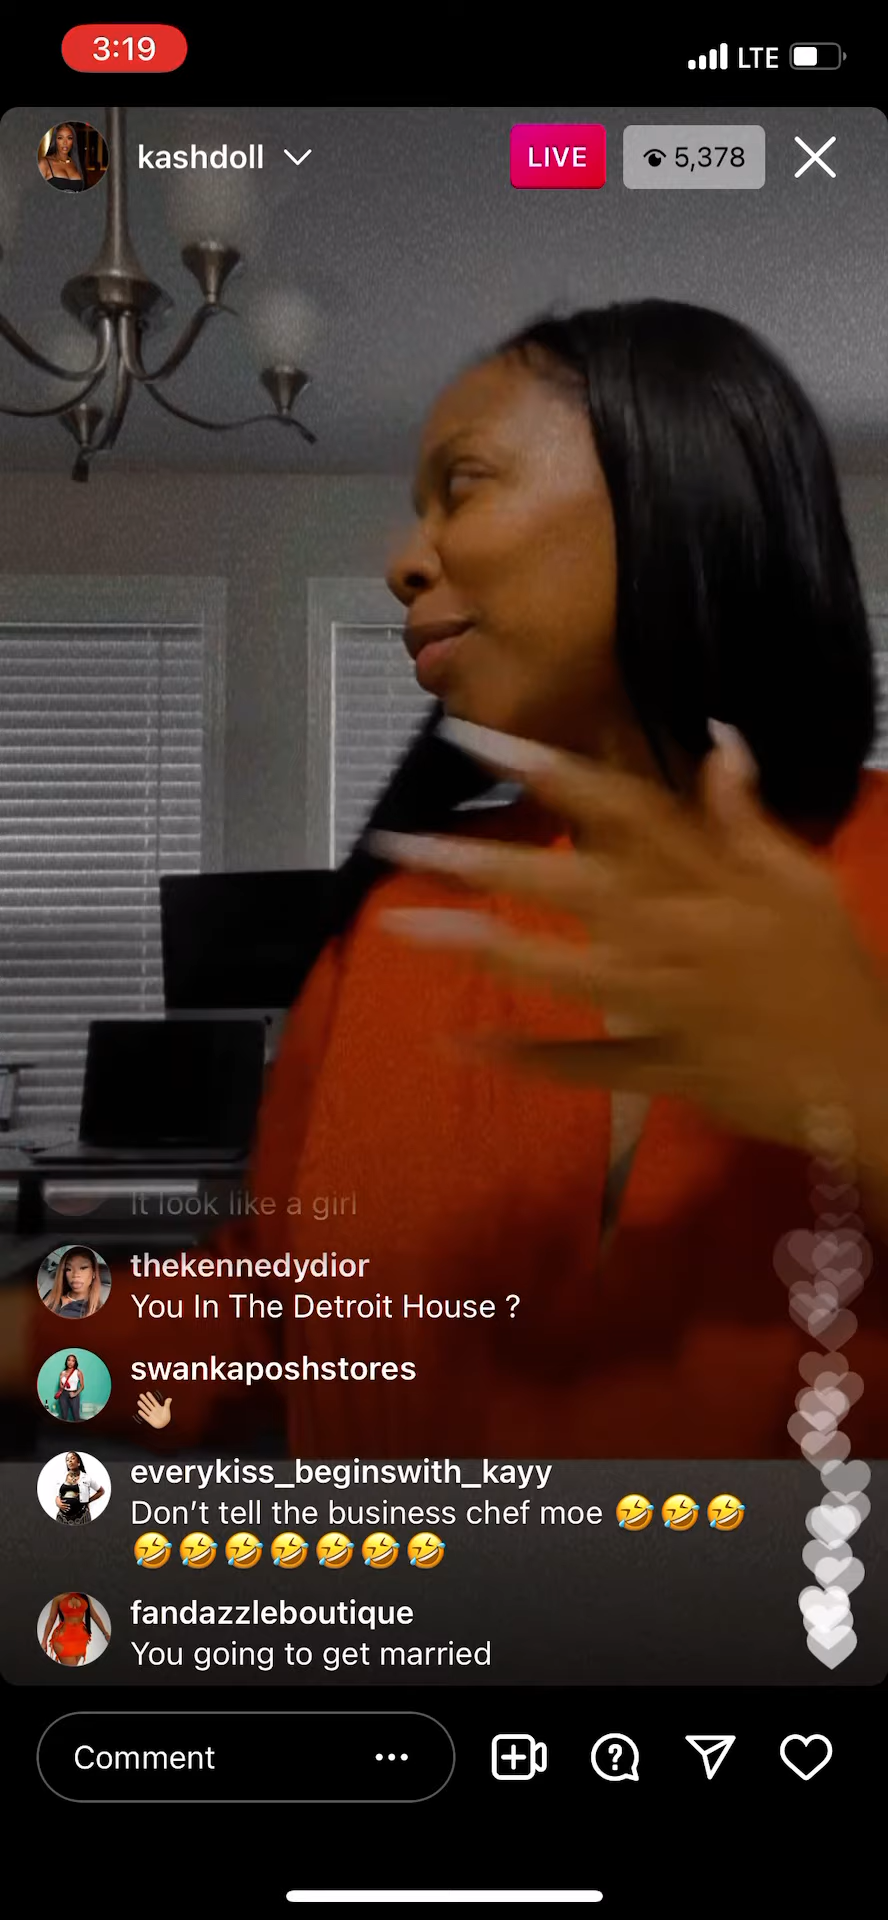 3:19
LTE
kashdoll
LIVE
5,378
It look like a girl
thekennedydior
You In The Detroit House ?
swankaposhstores
👋🏼
everykiss_beginswith_kayy
Don’t tell the business chef moe 🤣🤣🤣
🤣🤣🤣🤣🤣🤣🤣
fandazzleboutique
You going to get married
Comment